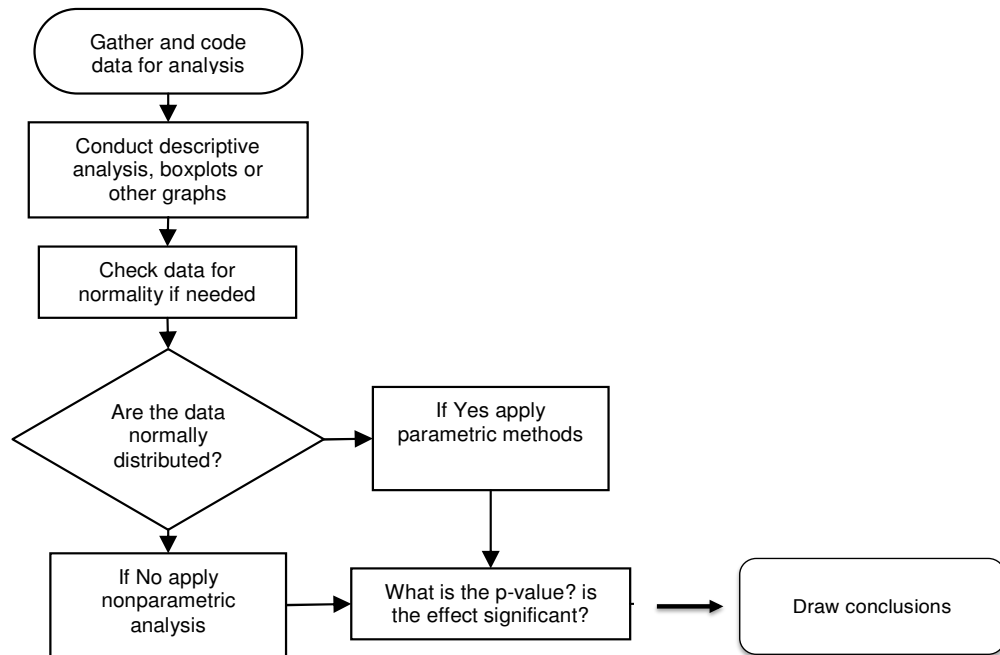 Gather and code
data for analysis
Conduct descriptive
analysis, boxplots or
other graphs
Check data for
normality if needed
Are the data
normally
distributed?
If Yes apply
parametric methods
If No apply
nonparametric
analysis
What is the p-value? is
the effect significant?
Draw conclusions